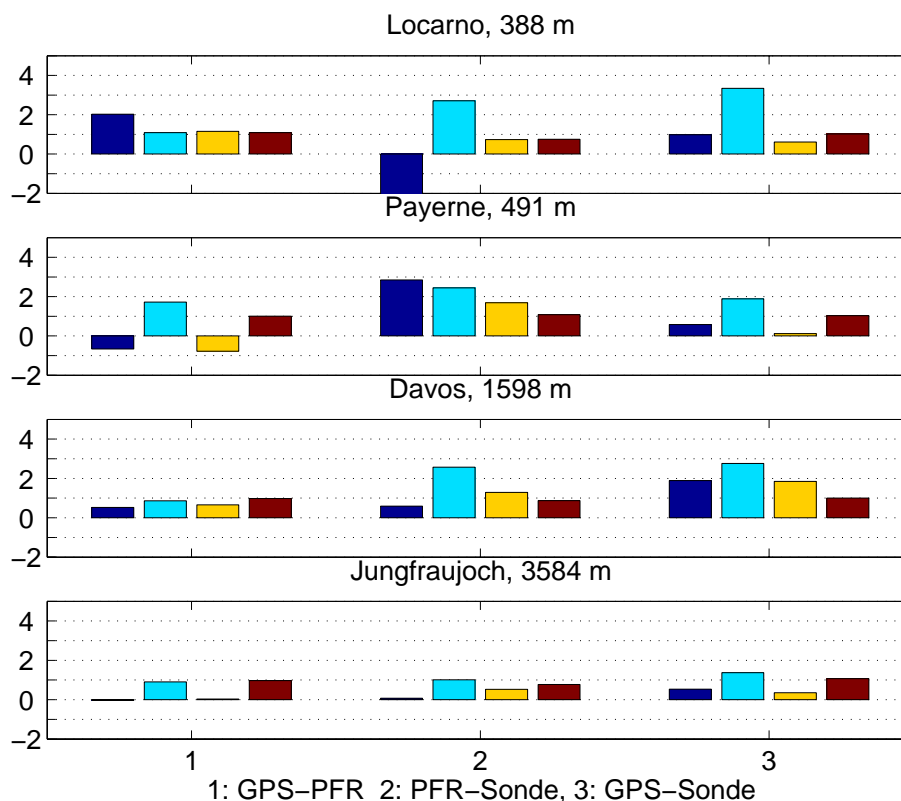 Locarno, 388 m
4
2
0
−2
Payerne, 491 m
4
2
0
−2
Davos, 1598 m
4
2
0
−2
Jungfraujoch, 3584 m
4
2
0
−2
1 2 3
1: GPS−PFR 2: PFR−Sonde, 3: GPS−Sonde